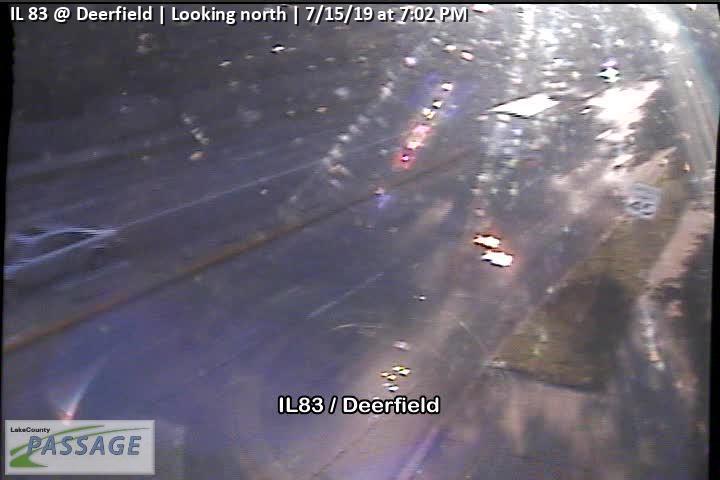 IL 83 @ Deerfield | Looking north | 7/15/19 at 7:02 PM
IL83 / Deerfield
LakeCounty
PASSAGE